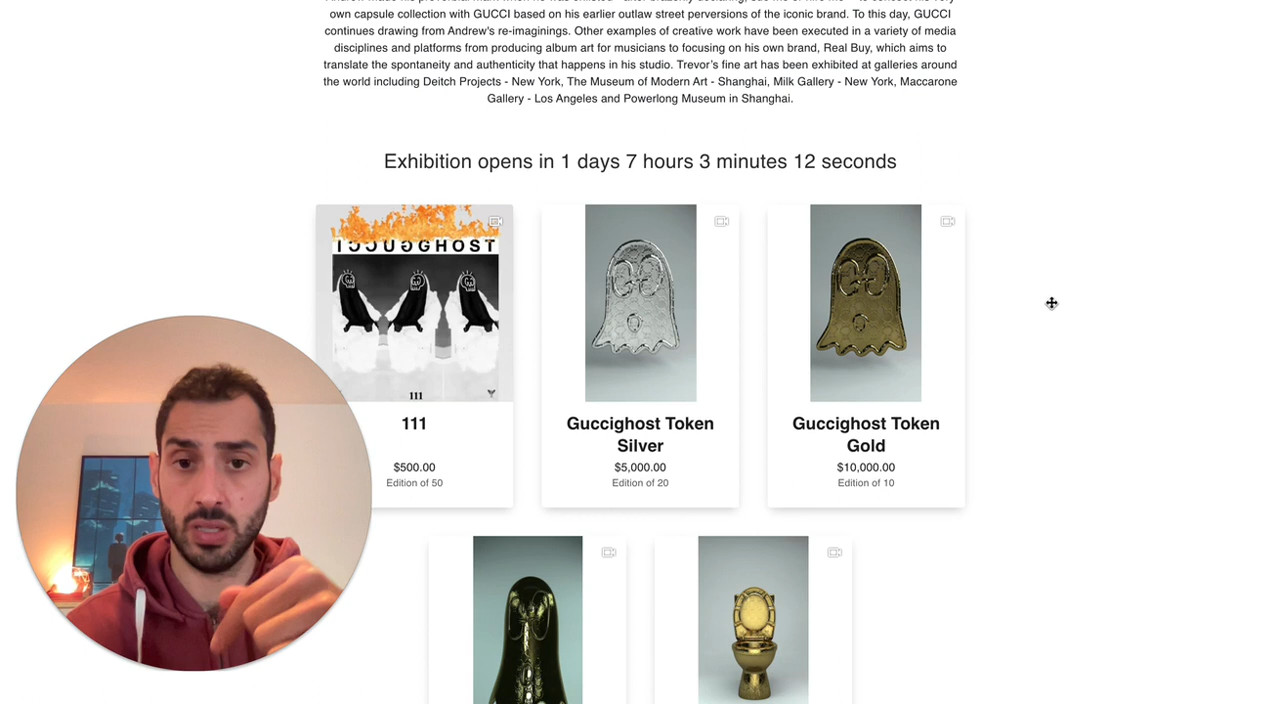 own capsule collection with GUCCI based on his earlier outlaw street perversions of the iconic brand. To this day, GUCCI
continues drawing from Andrew's re-imaginings. Other examples of creative work have been executed in a variety of media
disciplines and platforms from producing album art for musicians to focusing on his own brand, Real Buy, which aims to
translate the spontaneity and authenticity that happens in his studio. Trevor's fine art has been exhibited at galleries around
the world including Deitch Projects - New York, The Museum of Modern Art - Shanghai, Milk Gallery - New York, Maccarone
Gallery - Los Angeles and Powerlong Museum in Shanghai.
Exhibition opens in 1 days 7 hours 3 minutes 12 seconds
GHOST
111
111
$500.00
Edition of 50
Guccighost Token
Silver
$5,000.00
Edition of 20
Guccighost Token
Gold
$10,000.00
Edition of 10